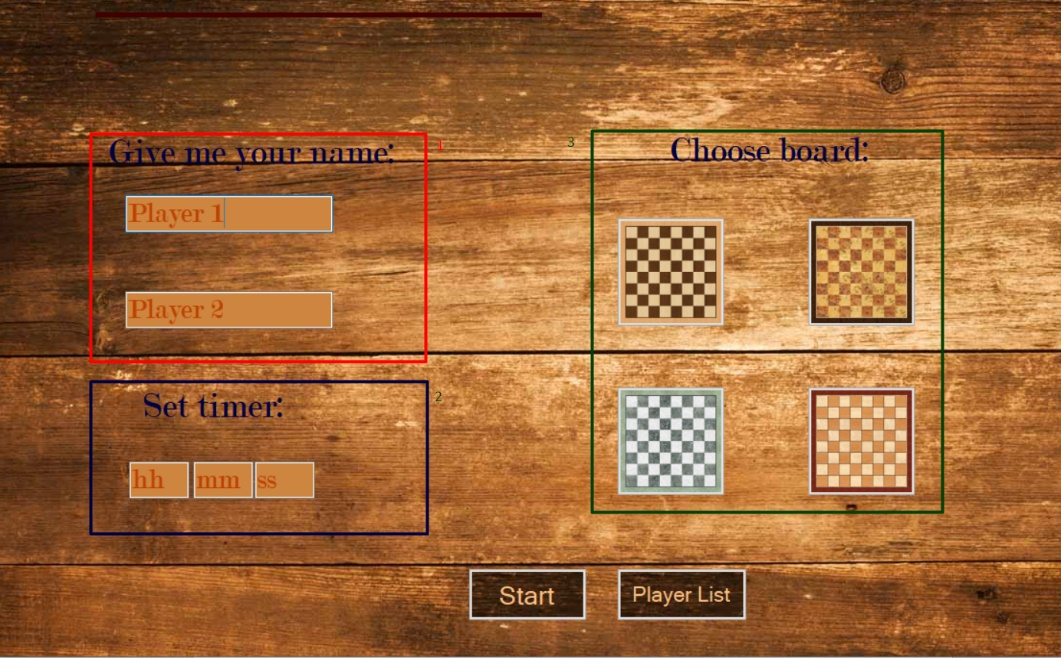 Give me your name:
1
Player 1
Player 2
Set timer:
2
hh mm ss
3
Choose board:
Start
Player List